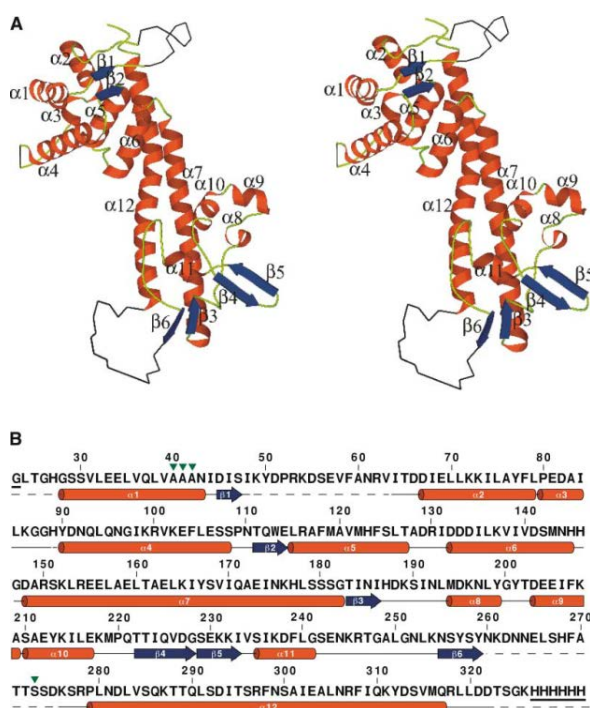 A
α2
β1
β2
α1
α3
α5
α6
α4
α7
α10
α9
α12
α8
α11
β5
β4
β6
β3
α2
β1
β2
α1
α3
α5
α6
α4
α7
α10
α9
α12
α8
α11
β5
β4
β6
β3
B
30 40 50 60 70 80
GLTGHGSSVLEELVQLVAAANIDISIKYDPRKDSEVFANRVITDDIELLKKILAYFLPEDAI
α1 β1 α2 α3
90 100 110 120 130 140
LKGGHYDNQLQNGIKRVKEFLESSPNTQWELRAFMAVMHFSLTADRIDDDILKVIVDSMNHH
α4 β2 α5 α6
150 160 170 180 190 200
GDARSKLREELAELTAELKIYSVIQAEINKHLSSSGTINIHDKSINLMDKNLYGYTDEEIFK
α7 β3 α8 α9
210 220 230 240 250 260 270
ASAEYKILEKMPQTTIQVDGSEKKIVSIKDFLGSENKRTGALGNLKNSYSYNKDNNELSHFA
α10 β4 β5 α11 β6
280 290 300 310 320
TTSSDKSRPLNDLVSQKTTQLSDITSRFNSAIEALNRFIQKYDSVMQRLLDDTSGKHHHHHH
α12